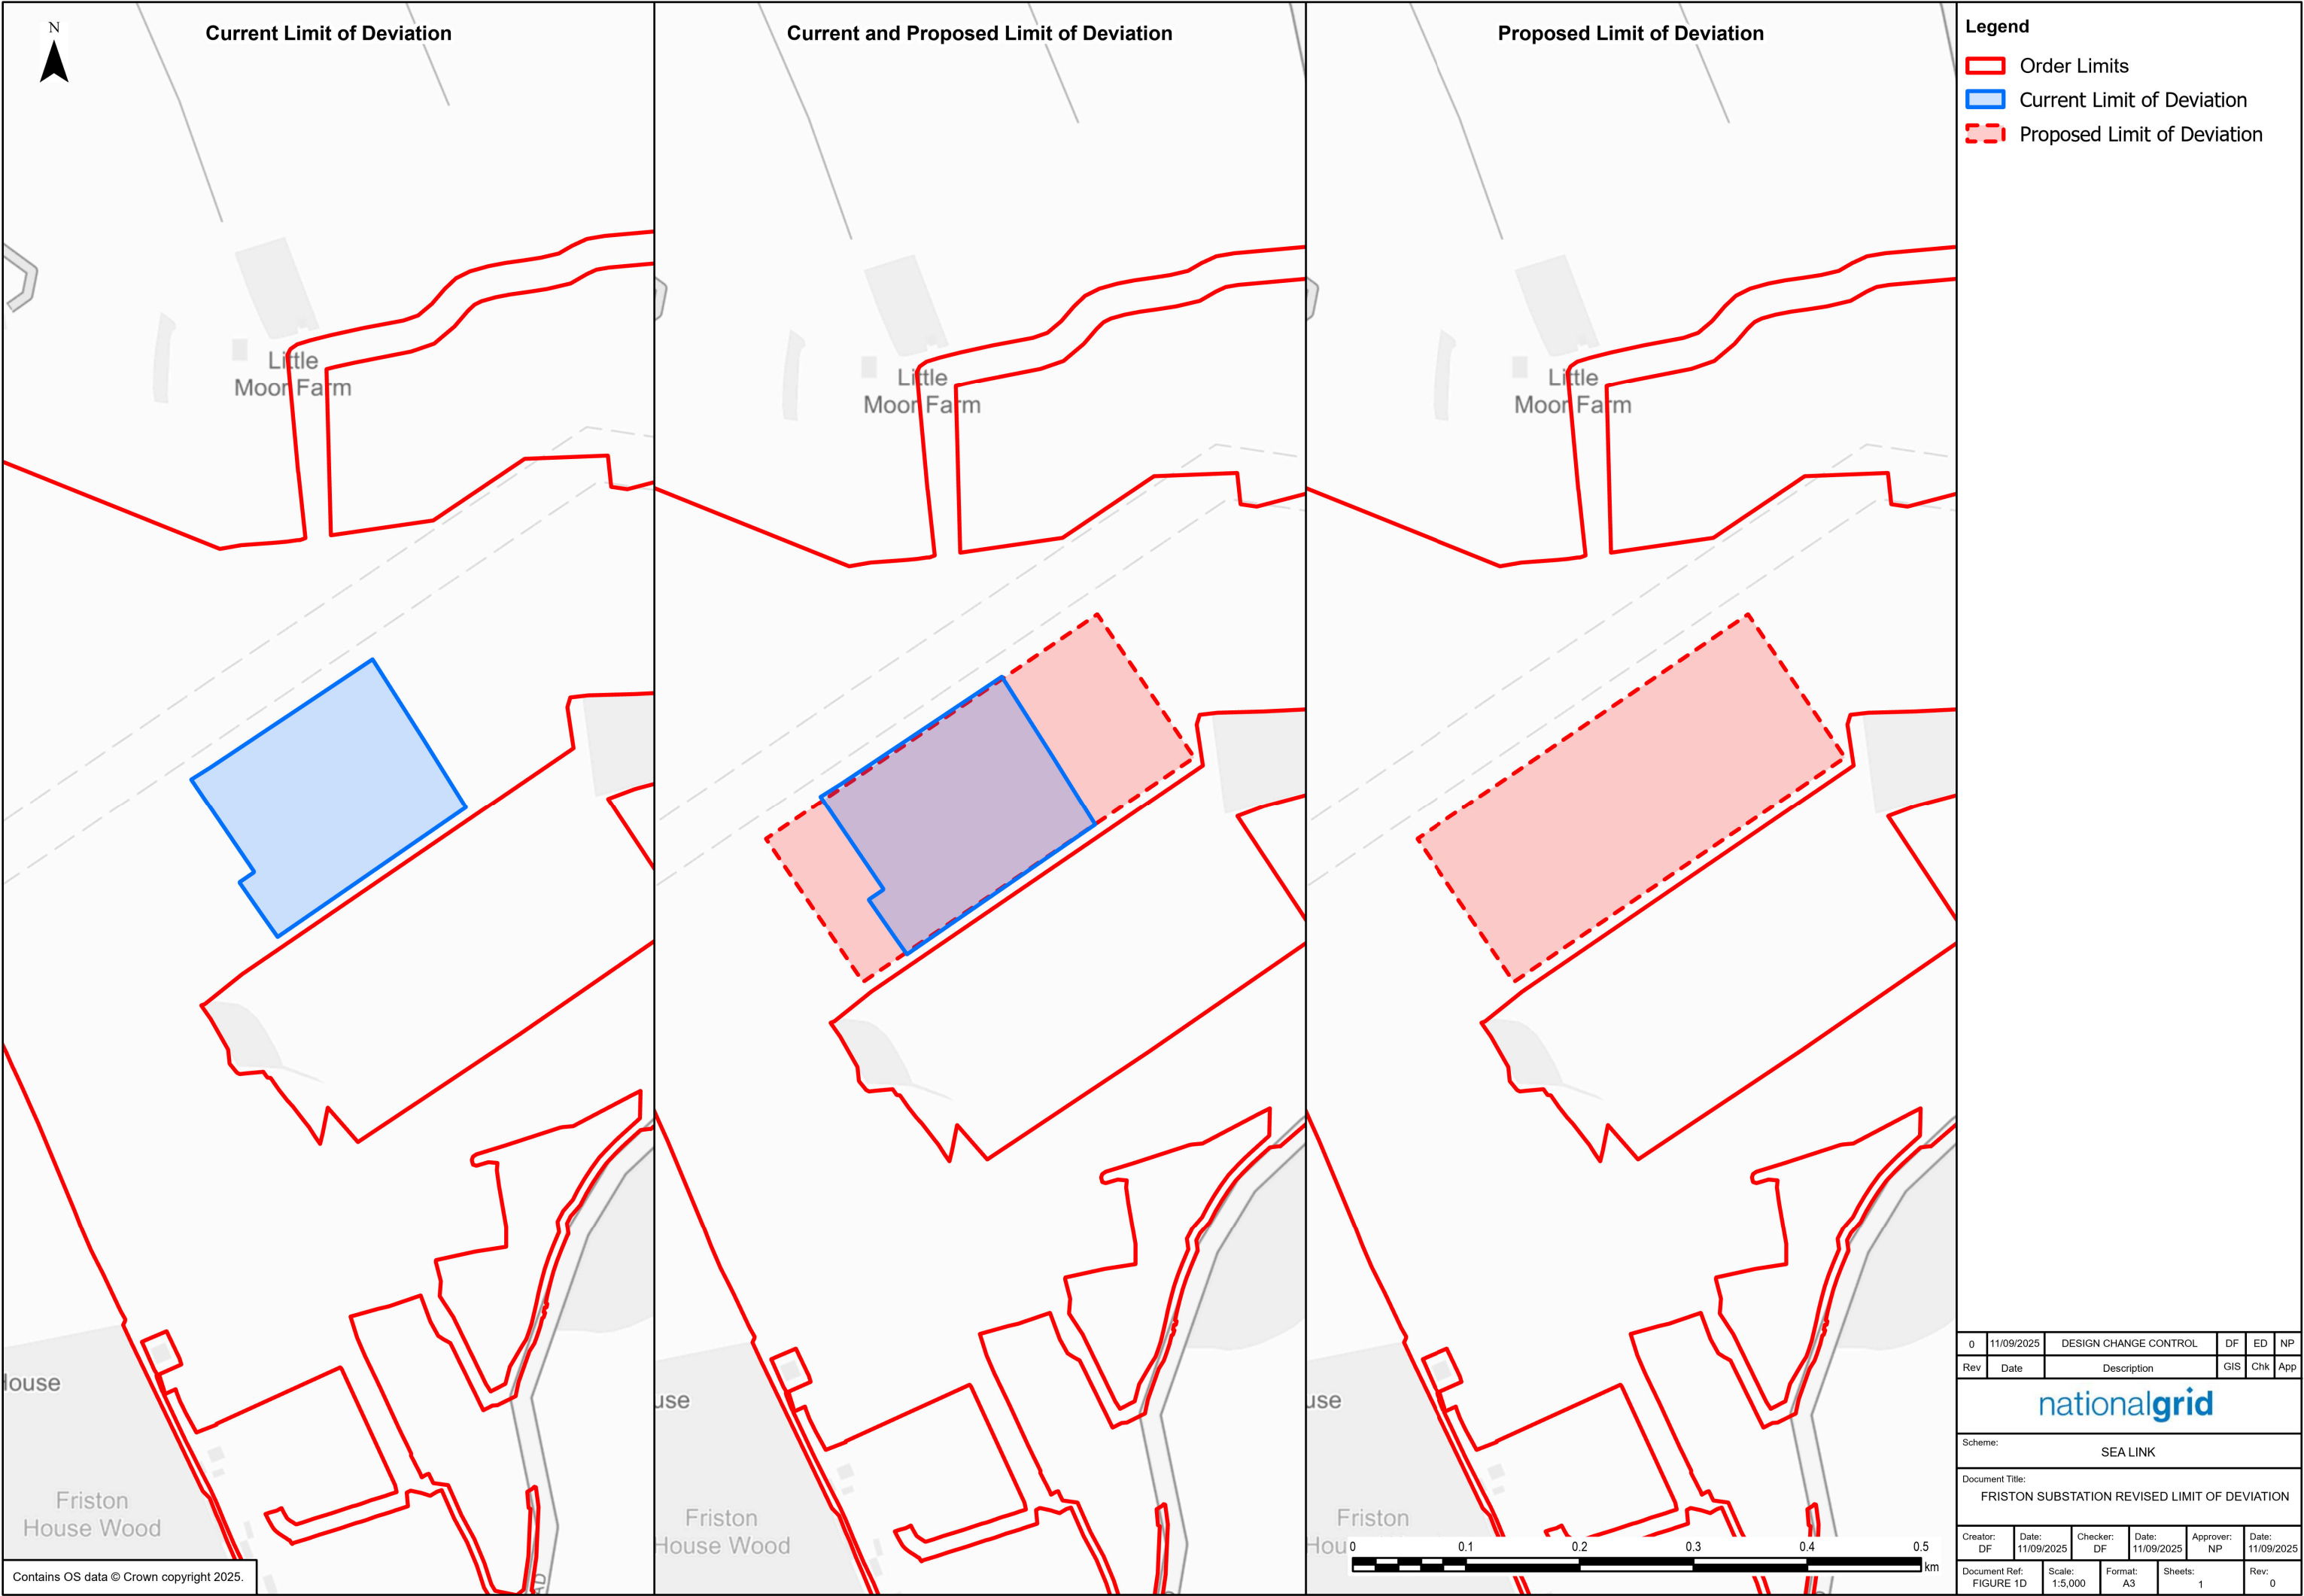 Current Limit of Deviation
N
Little
Moor Farm
House
Friston
House Wood
AD
Contains OS data © Crown copyright 2025.
Current and Proposed Limit of Deviation
Little
Moor Farm
use
Friston
House Wood
Proposed Limit of Deviation
Little
Moor Farm
use
Friston
Hou
0 0.1 0.2 0.3 0.4 0.5
km
Legend
Order Limits
Current Limit of Deviation
Proposed Limit of Deviation
0 11/09/2025 DESIGN CHANGE CONTROL DF ED NP
Rev Date Description GIS Chk App
nationalgrid
Scheme:
SEA LINK
Document Title:
FRISTON SUBSTATION REVISED LIMIT OF DEVIATION
Creator: Date: Checker: Date: Approver: Date:
DF 11/09/2025 DF 11/09/2025 NP 11/09/2025
Document Ref: Scale: Format: Sheets: Rev:
FIGURE 1D 1:5,000 A3 1 0